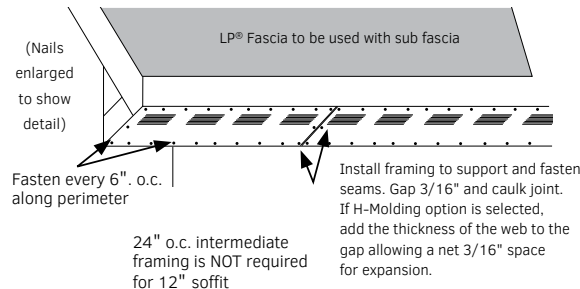 LP® Fascia to be used with sub fascia
(Nails
enlarged
to show
detail)
Fasten every 6". o.c.
along perimeter
Install framing to support and fasten
seams. Gap 3/16" and caulk joint.
If H-Molding option is selected,
add the thickness of the web to the
gap allowing a net 3/16" space
for expansion.
24" o.c. intermediate
framing is NOT required
for 12" soffit